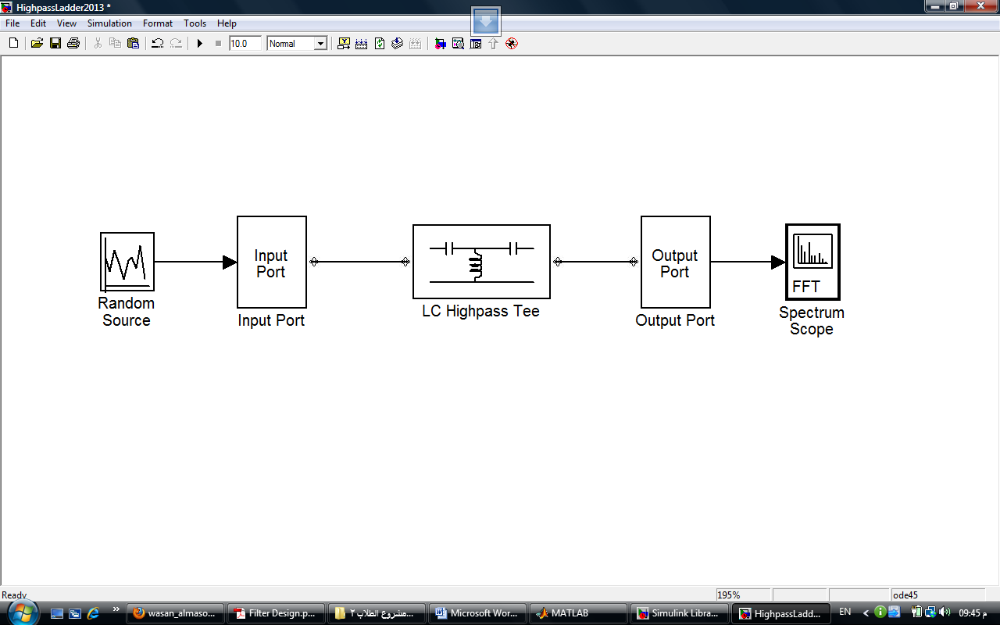 HighpassLadder2013 *
File Edit View Simulation Format Tools Help
10.0 Normal
Input
Port
Output
Port
FFT
Random
Source
Input Port
LC Highpass Tee
Output Port
Spectrum
Scope
Ready 195% ode45
wasan_almaso... Filter Design.p... مشروع الطلاب ٢... Microsoft Wor... MATLAB Simulink Libra... HighpassLadd... EN 09:45 م